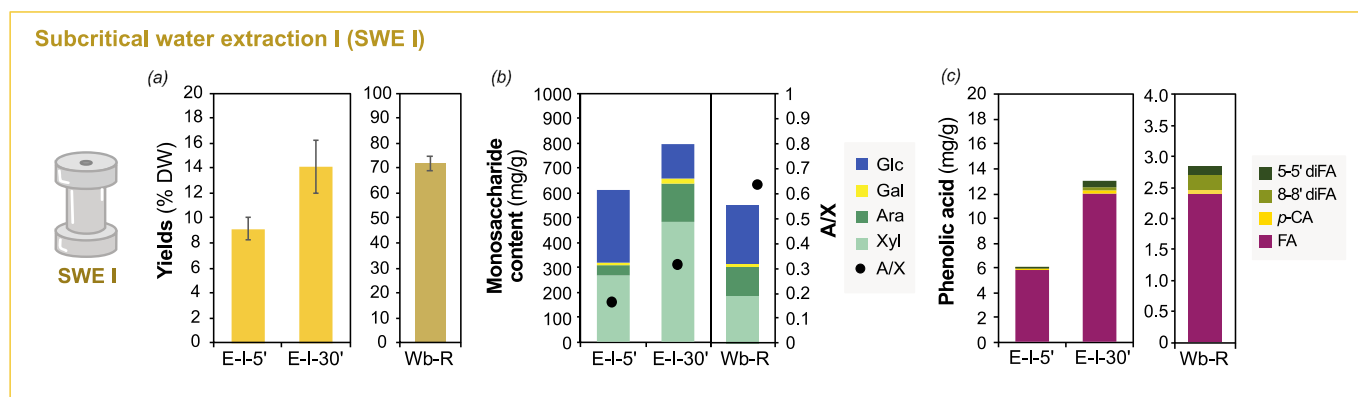 Subcritical water extraction I (SWE I)
SWE I
(a)
Yields (% DW)
20
18
16
14
12
10
8
6
4
2
0
E-I-5' E-I-30'
100
90
80
70
60
50
40
30
20
10
0
Wb-R
(b)
Monosaccharide
content (mg/g)
1000
900
800
700
600
500
400
300
200
100
0
E-I-5' E-I-30' Wb-R
1
0.9
0.8
0.7
0.6
0.5
0.4
0.3
0.2
0.1
0
A/X
Glc
Gal
Ara
Xyl
A/X
(c)
Phenolic acid (mg/g)
20
18
16
14
12
10
8
6
4
2
0
E-I-5' E-I-30'
4.0
3.5
3.0
2.5
2.0
1.5
1.0
0.5
0.0
Wb-R
5-5' diFA
8-8' diFA
p-CA
FA